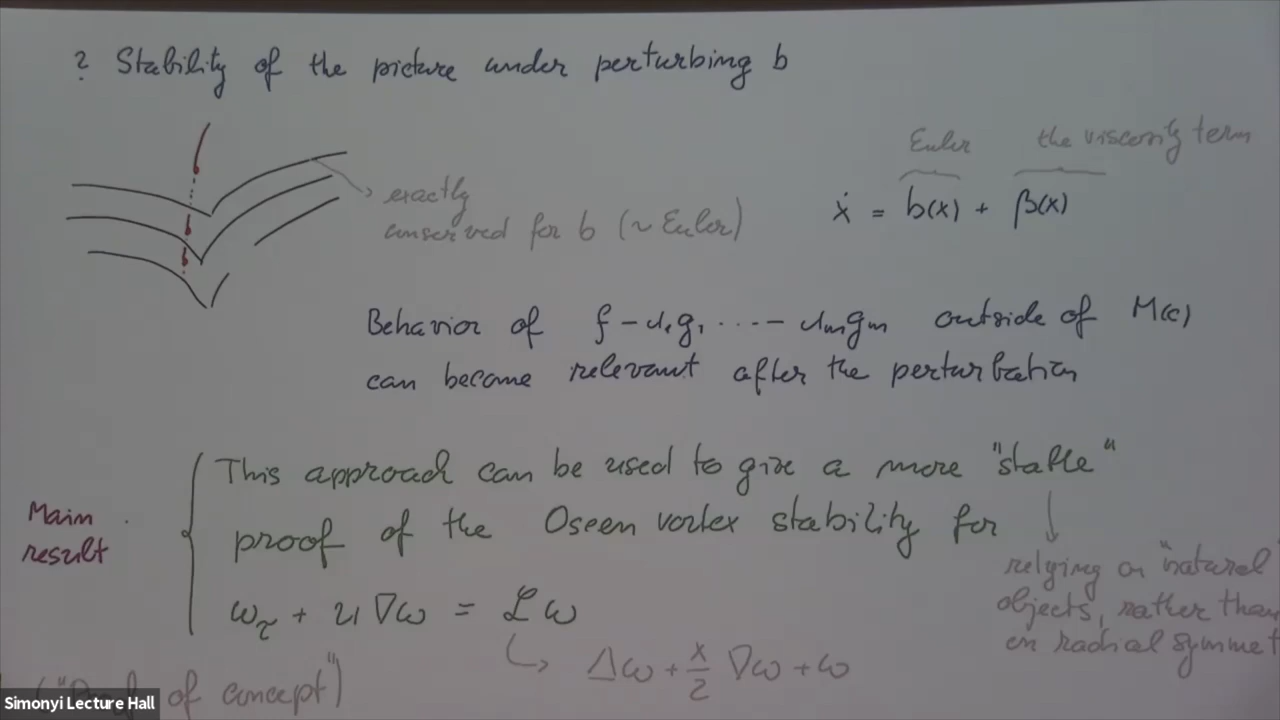 ? Stability of the picture under perturbing b
Euler the viscosity term
exactly
conserved for b (~ Euler)
ẋ = b(x) + β(x)
Behavior of f - u₁g₁ .... - uₘgₘ outside of M(c)
can become relevant after the perturbation
Main
result
This approach can be used to give a more "stable"
proof of the Oseen vortex stability for
relying on "natural
objects, rather than
on radial symmet
ω_τ + u∇ω = ℒω
Δω + x/2 ∇ω + ω
("Proof of concept")
Simonyi Lecture Hall